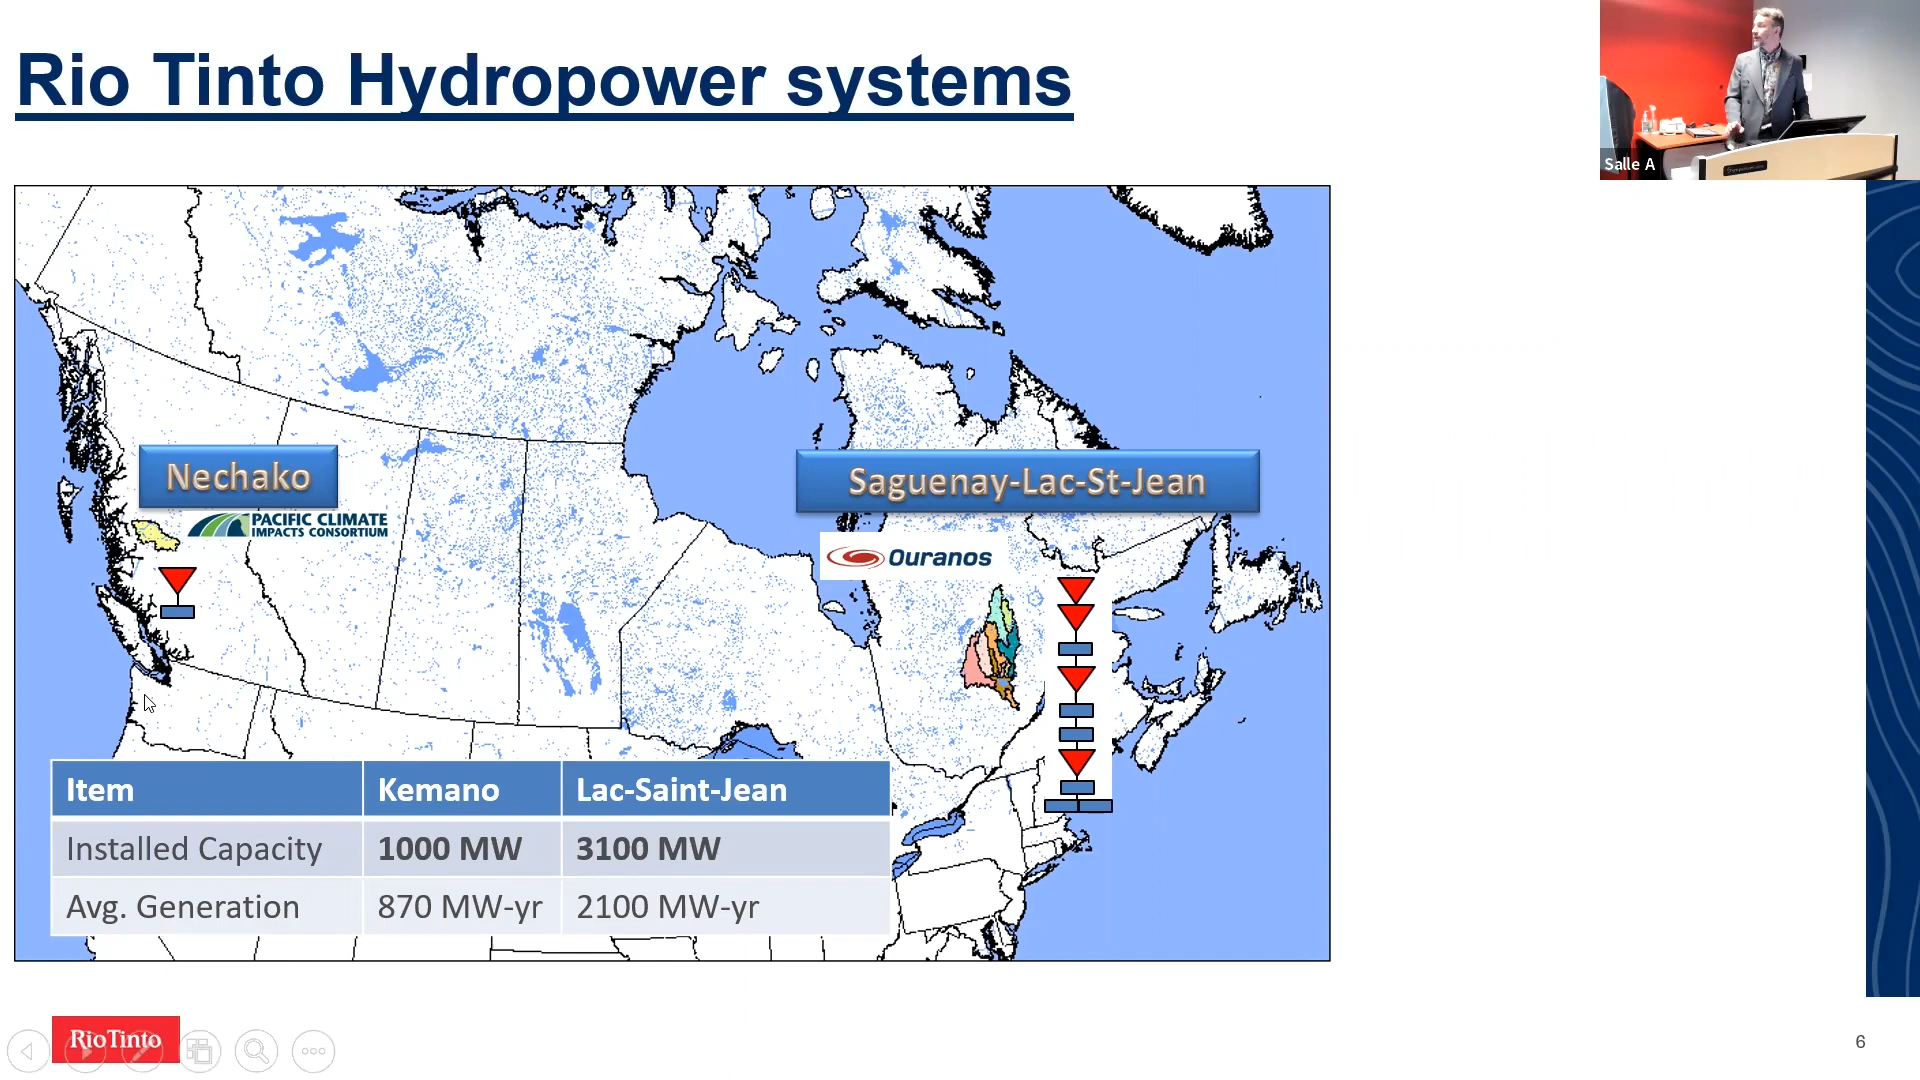 Rio Tinto Hydropower systems
Salle A
Nechako
PACIFIC CLIMATE
IMPACTS CONSORTIUM
Saguenay-Lac-St-Jean
Ouranos
Item Kemano Lac-Saint-Jean
Installed Capacity 1000 MW 3100 MW
Avg. Generation 870 MW-yr 2100 MW-yr
RioTinto
6